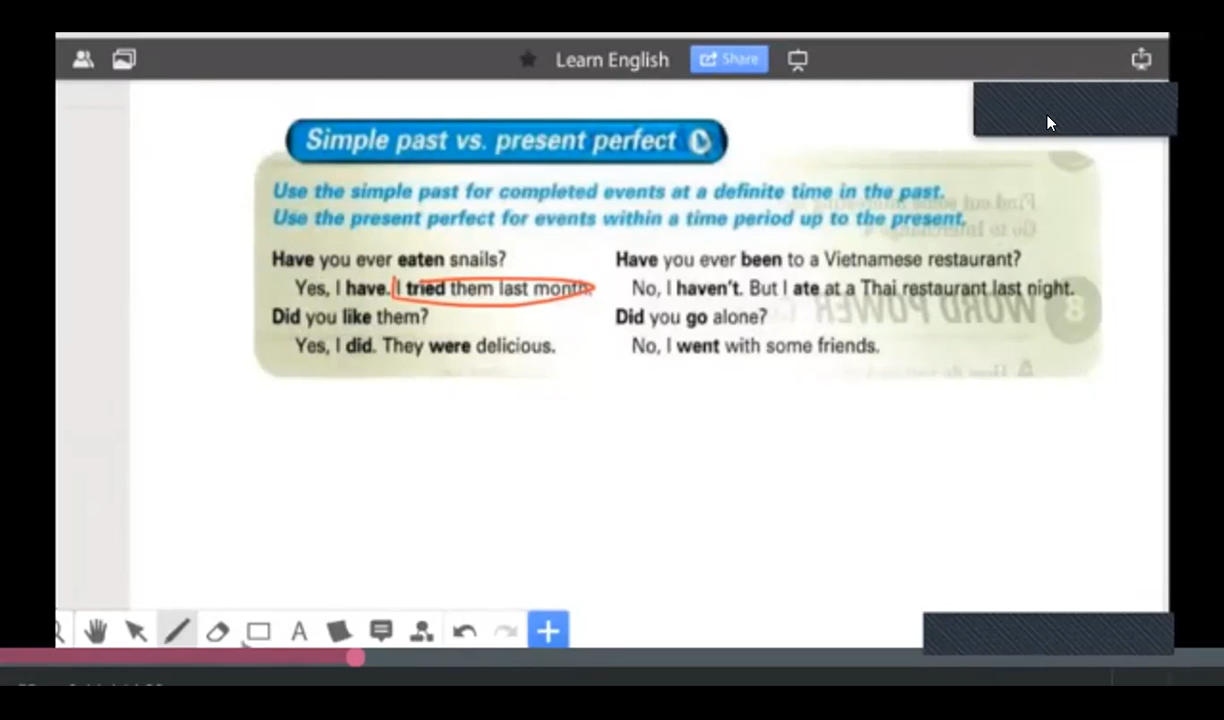 Learn English
Share
Simple past vs. present perfect
Use the simple past for completed events at a definite time in the past.
Use the present perfect for events within a time period up to the present.
Have you ever eaten snails?
Yes, I have. I tried them last month.
Did you like them?
Yes, I did. They were delicious.
Have you ever been to a Vietnamese restaurant?
No, I haven't. But I ate at a Thai restaurant last night.
Did you go alone?
No, I went with some friends.
WORD POWER
8
A